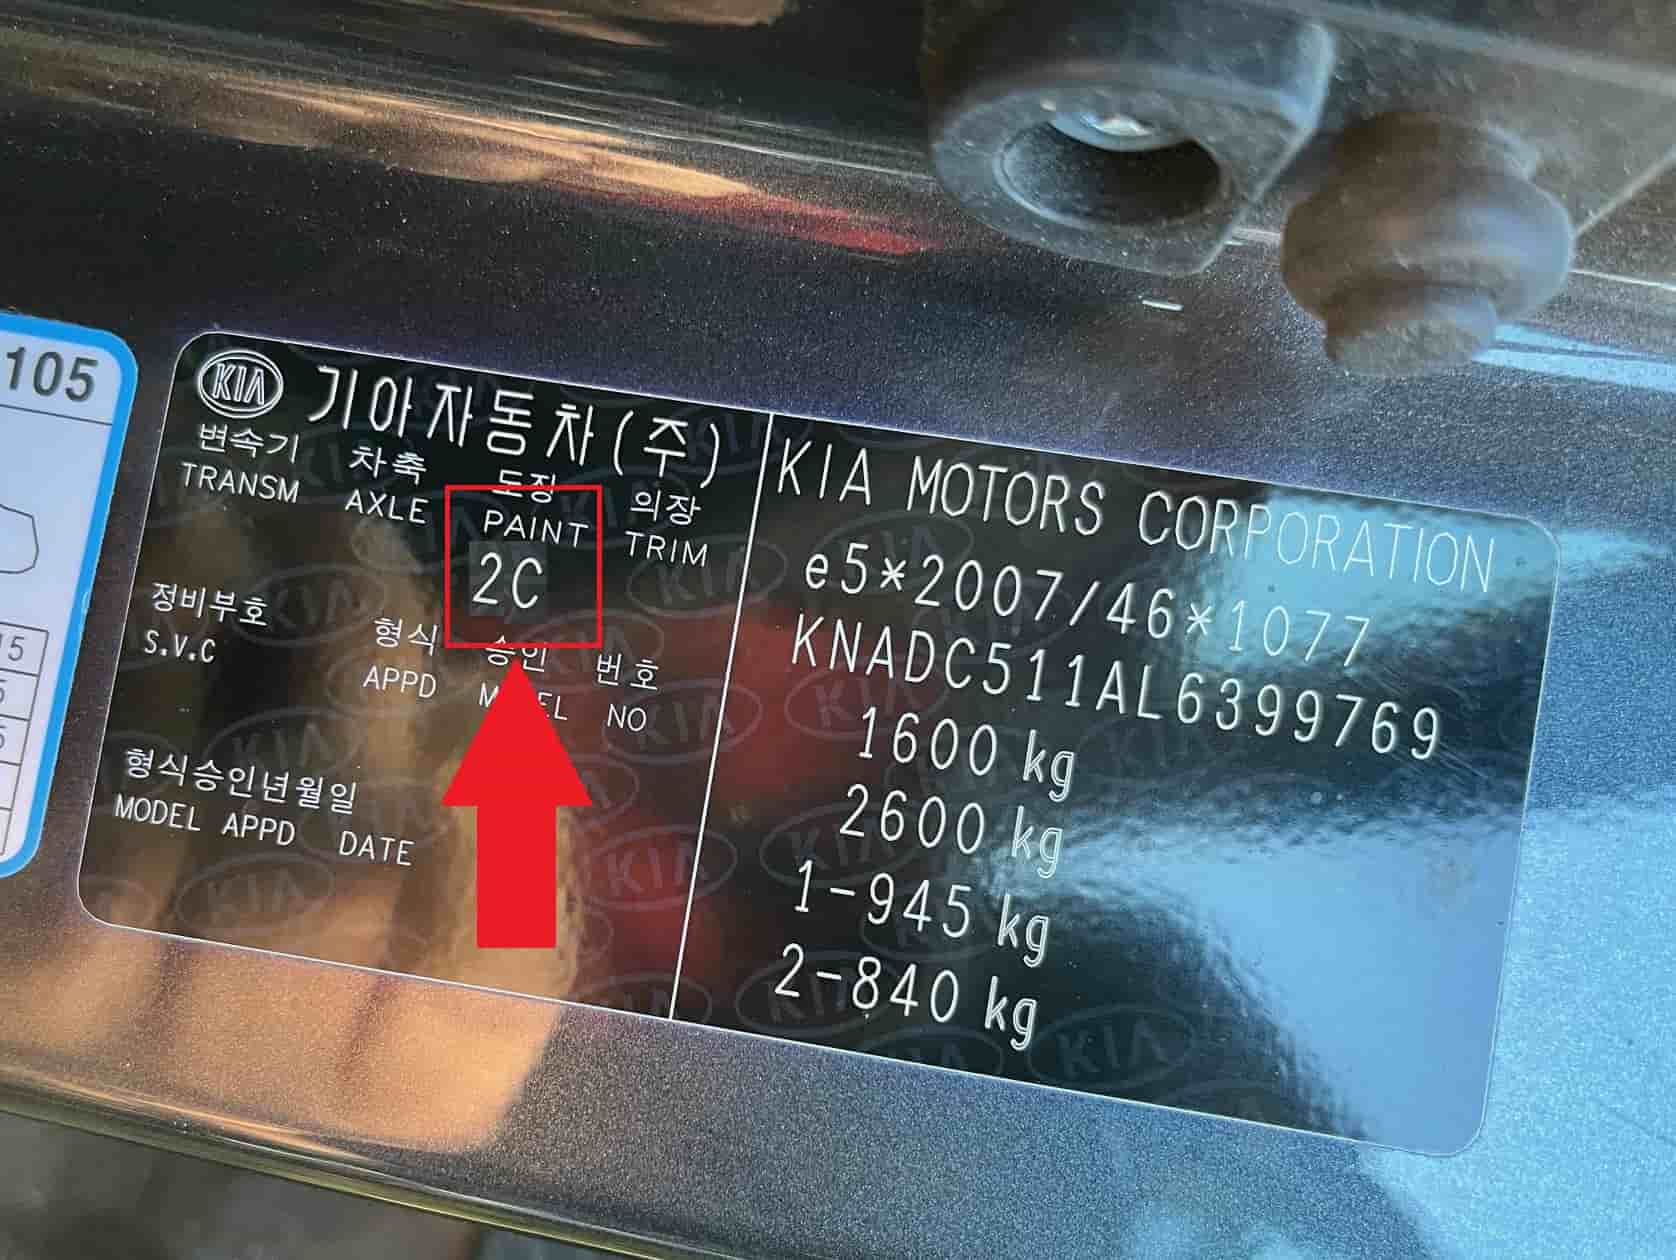 105
15
5
5
KIA 기아자동차(주)
변속기 차축 도장 의장
TRANSM AXLE PAINT TRIM
2C
정비부호 형식 승인 번호
S.V.C APPD NO
형식승인년월일
MODEL APPD DATE
KIA MOTORS CORPORATION
e5*2007/46*1077
KNADC511AL6399769
1600 kg
2600 kg
1-945 kg
2-840 kg